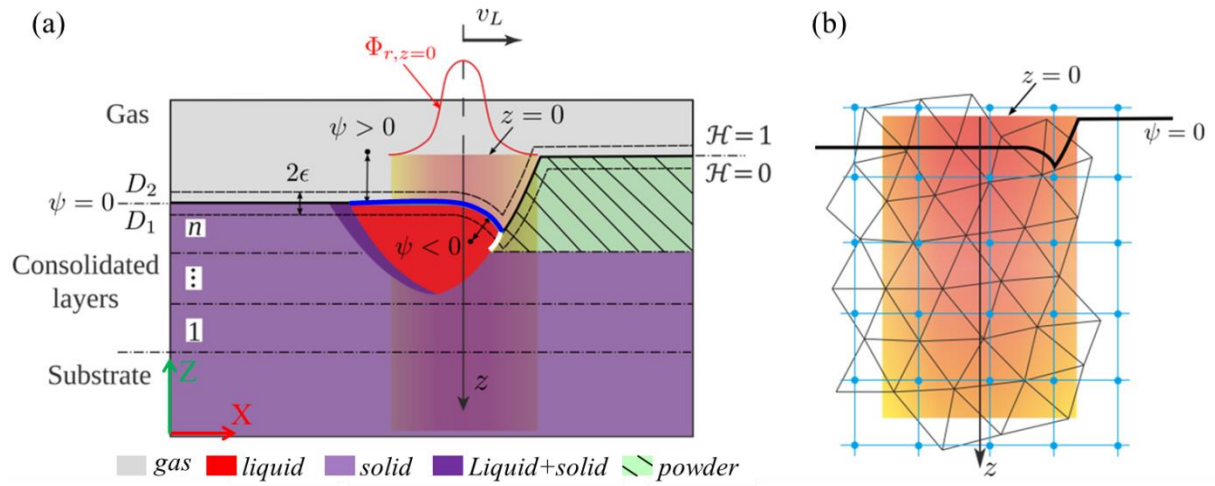 (a)
v_L
Φ_{r,z=0}
Gas
ψ > 0
z = 0
ℋ=1
ℋ=0
2ϵ
D_2
ψ = 0
D_1
n
ψ < 0
Consolidated
layers
⋮
1
Substrate
z
Z
X
gas
liquid
solid
Liquid+solid
powder
(b)
z = 0
ψ = 0
z